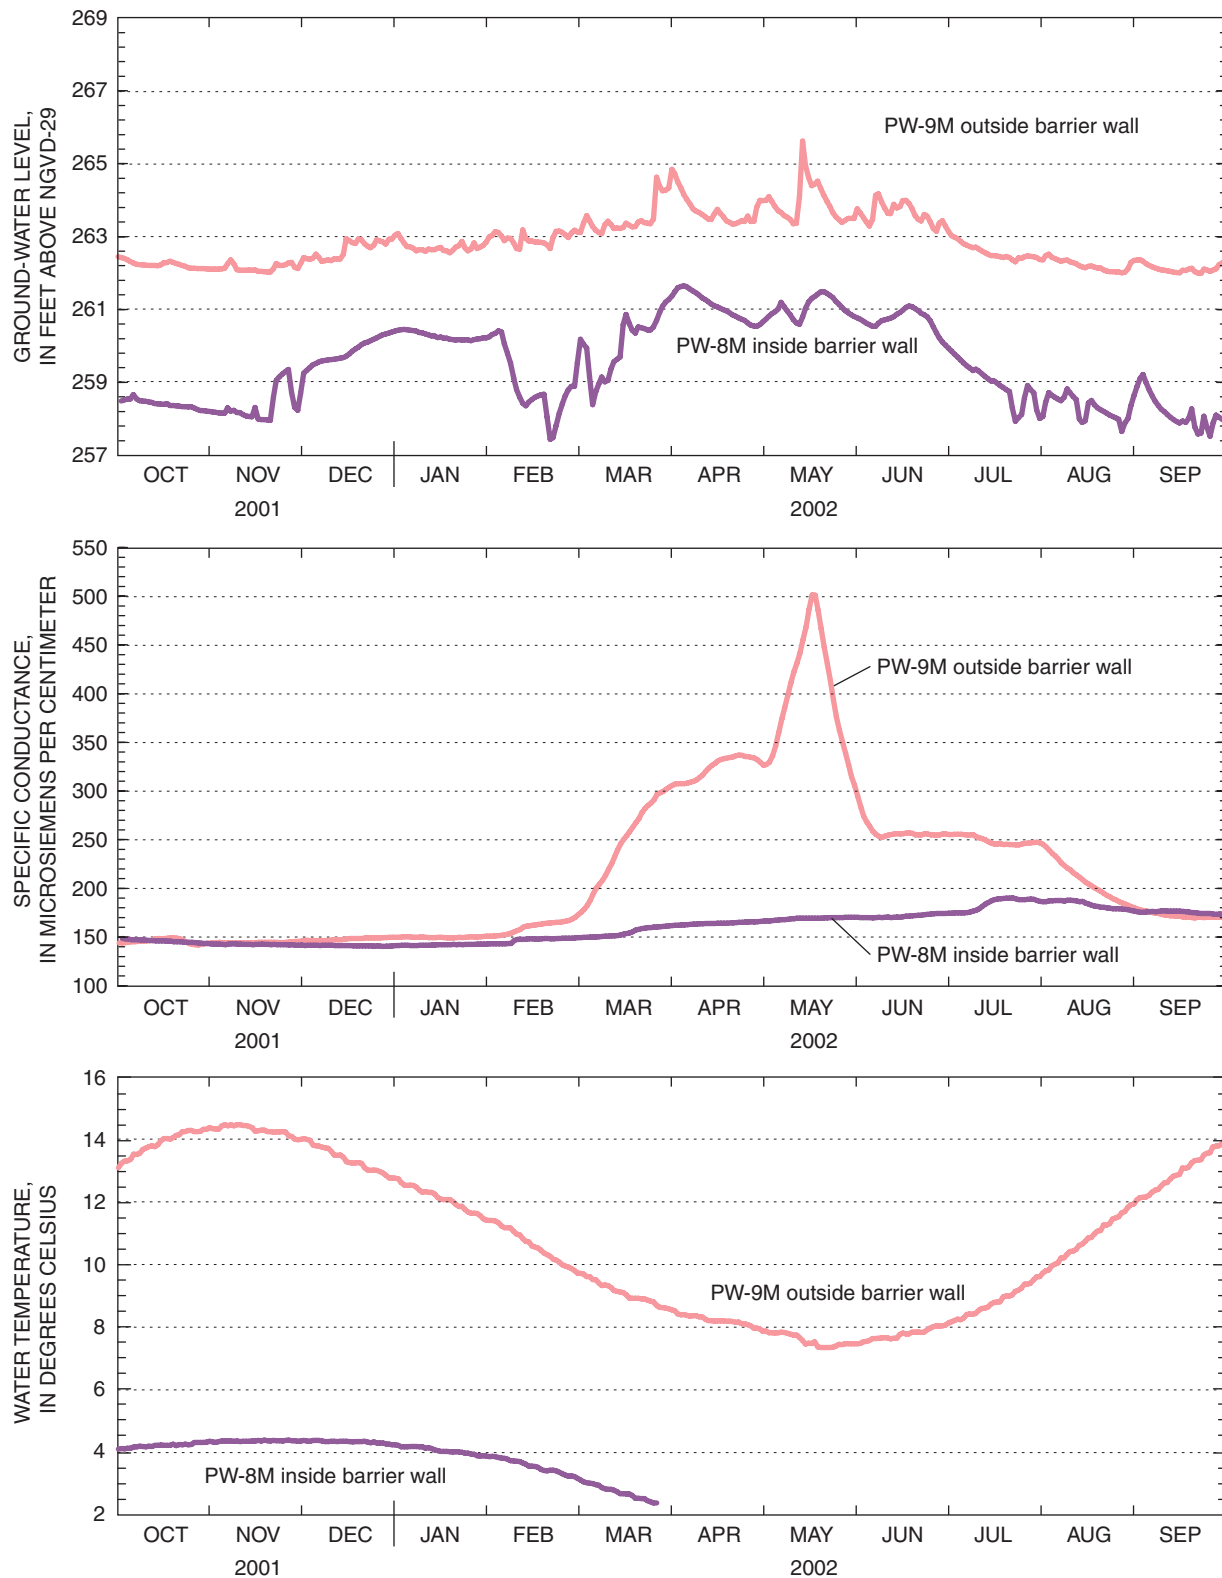 GROUND-WATER LEVEL,
IN FEET ABOVE NGVD-29
269
267
265
263
261
259
257
PW-9M outside barrier wall
PW-8M inside barrier wall
OCT NOV DEC JAN FEB MAR APR MAY JUN JUL AUG SEP
2001 2002
SPECIFIC CONDUCTANCE,
IN MICROSIEMENS PER CENTIMETER
550
500
450
400
350
300
250
200
150
100
PW-9M outside barrier wall
PW-8M inside barrier wall
OCT NOV DEC JAN FEB MAR APR MAY JUN JUL AUG SEP
2001 2002
WATER TEMPERATURE,
IN DEGREES CELSIUS
16
14
12
10
8
6
4
2
PW-9M outside barrier wall
PW-8M inside barrier wall
OCT NOV DEC JAN FEB MAR APR MAY JUN JUL AUG SEP
2001 2002